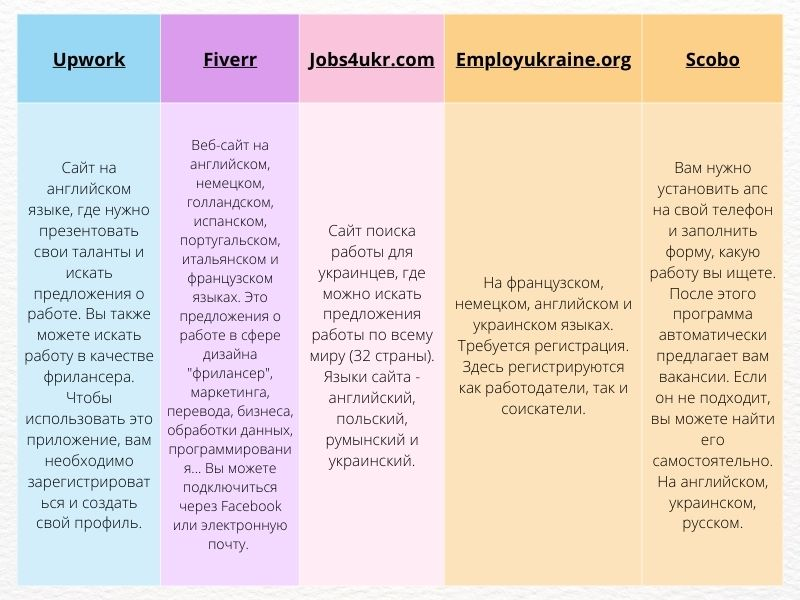 Upwork
Fiverr
Jobs4ukr.com
Employukraine.org
Scobo
Сайт на
английском
языке, где нужно
презентовать
свои таланты и
искать
предложения о
работе. Вы также
можете искать
работу в качестве
фрилансера.
Чтобы
использовать это
приложение, вам
необходимо
зарегистрироват
ься и создать
свой профиль.
Веб-сайт на
английском,
немецком,
голландском,
испанском,
португальском,
итальянском и
французском
языках. Это
предложения о
работе в сфере
дизайна
"фрилансер",
маркетинга,
перевода, бизнеса,
обработки данных,
программировани
я... Вы можете
подключиться
через Facebook
или электронную
почту.
Сайт поиска
работы для
украинцев, где
можно искать
предложения
работы по всему
миру (32 страны).
Языки сайта -
английский,
польский,
румынский и
украинский.
На французском,
немецком, английском и
украинском языках.
Требуется регистрация.
Здесь регистрируются
как работодатели, так и
соискатели.
Вам нужно
установить апс
на свой телефон
и заполнить
форму, какую
работу вы ищете.
После этого
программа
автоматически
предлагает вам
вакансии. Если
он не подходит,
вы можете найти
его
самостоятельно.
На английском,
украинском,
русском.